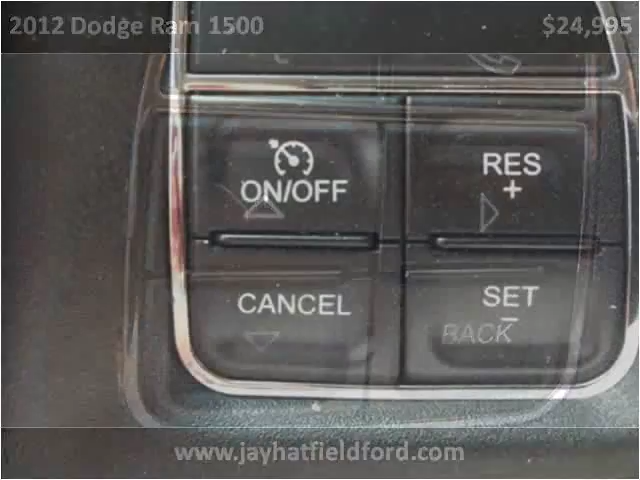 2012 Dodge Ram 1500 $24,995
ON/OFF
RES
+
CANCEL
SET
–
BACK
www.jayhatfieldford.com